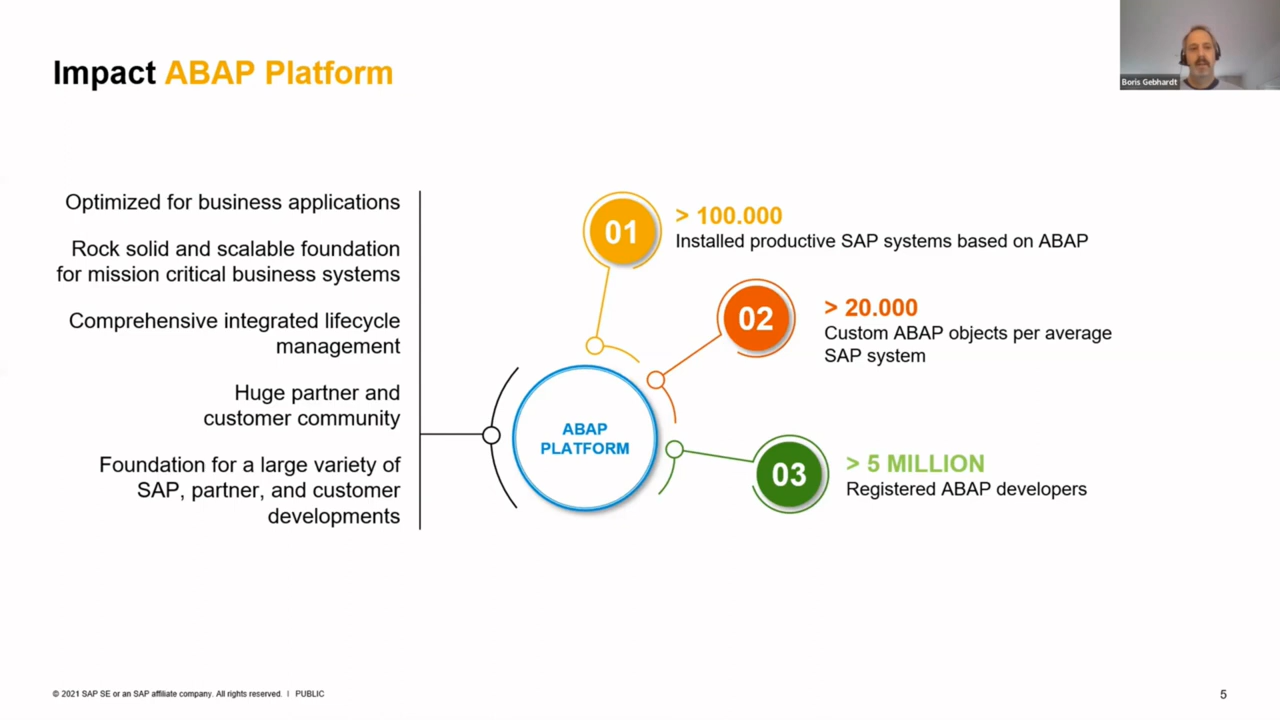 Impact ABAP Platform
Boris Gebhardt
Optimized for business applications
Rock solid and scalable foundation
for mission critical business systems
Comprehensive integrated lifecycle
management
Huge partner and
customer community
Foundation for a large variety of
SAP, partner, and customer
developments
ABAP
PLATFORM
01
> 100.000
Installed productive SAP systems based on ABAP
02
> 20.000
Custom ABAP objects per average
SAP system
03
> 5 MILLION
Registered ABAP developers
© 2021 SAP SE or an SAP affiliate company. All rights reserved. I PUBLIC
5